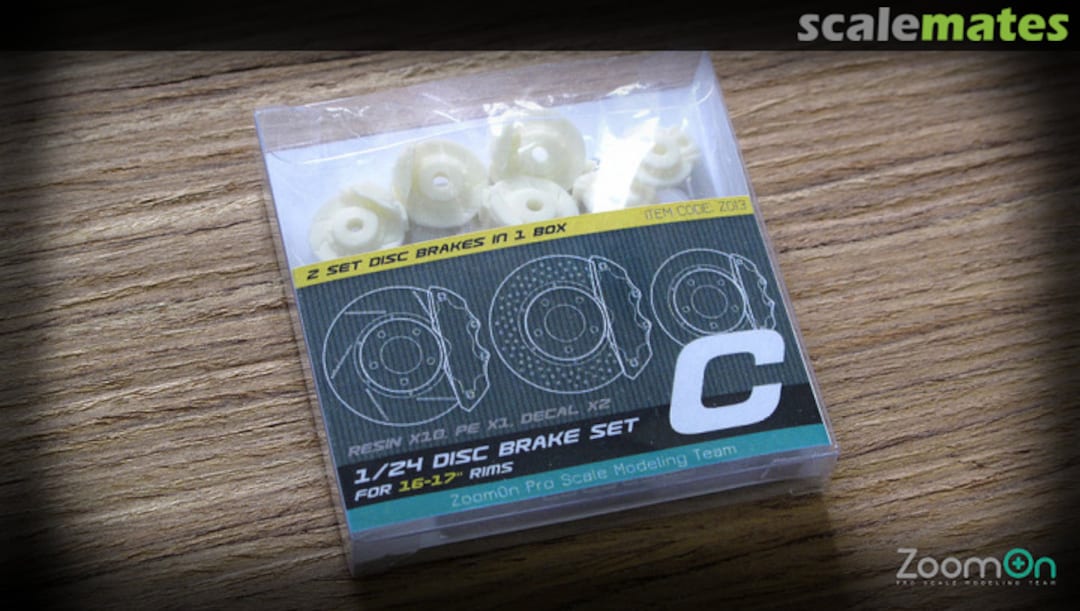 scalemates
ITEM CODE: Z013
2 SET DISC BRAKES IN 1 BOX
C
RESIN X10, PE X1, DECAL X2
1/24 DISC BRAKE SET
FOR 16-17" RIMS
ZoomOn Pro Scale Modeling Team
ZoomOn
PRO SCALE MODELING TEAM